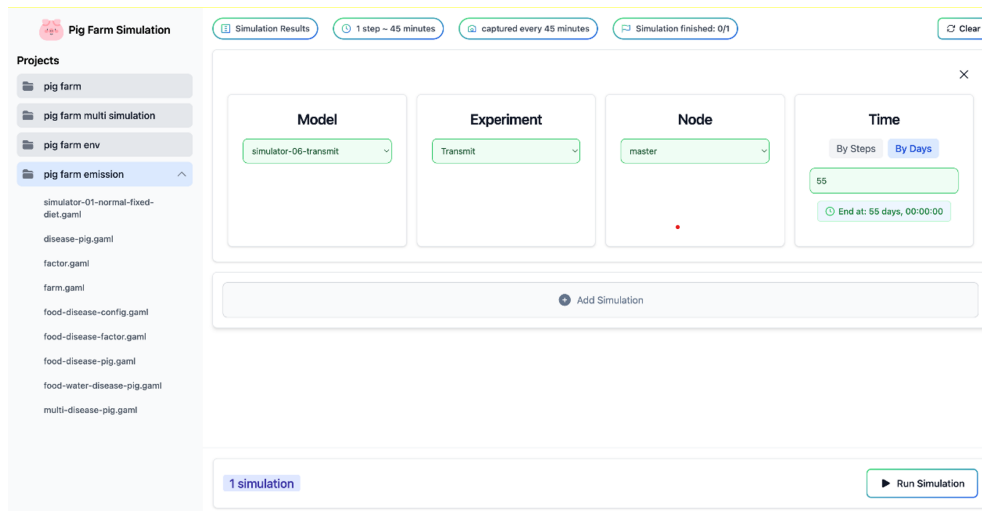 Pig Farm Simulation
Projects
pig farm
pig farm multi simulation
pig farm env
pig farm emission
simulator-01-normal-fixed-
diet.gaml
disease-pig.gaml
factor.gaml
farm.gaml
food-disease-config.gaml
food-disease-factor.gaml
food-disease-pig.gaml
food-water-disease-pig.gaml
multi-disease-pig.gaml
Simulation Results
1 step ~ 45 minutes
captured every 45 minutes
Simulation finished: 0/1
Clear
Model
simulator-06-transmit
Experiment
Transmit
Node
master
Time
By Steps
By Days
55
End at: 55 days, 00:00:00
Add Simulation
1 simulation
Run Simulation